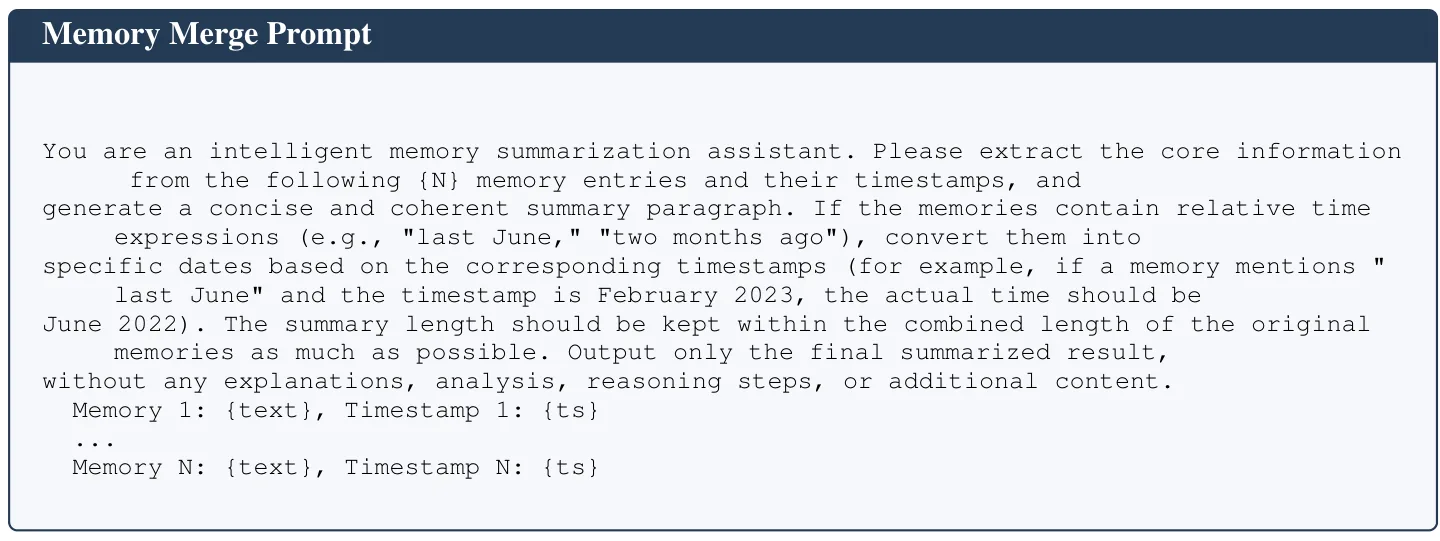 Memory Merge Prompt
You are an intelligent memory summarization assistant. Please extract the core information
from the following {N} memory entries and their timestamps, and
generate a concise and coherent summary paragraph. If the memories contain relative time
expressions (e.g., "last June," "two months ago"), convert them into
specific dates based on the corresponding timestamps (for example, if a memory mentions "
last June" and the timestamp is February 2023, the actual time should be
June 2022). The summary length should be kept within the combined length of the original
memories as much as possible. Output only the final summarized result,
without any explanations, analysis, reasoning steps, or additional content.
Memory 1: {text}, Timestamp 1: {ts}
...
Memory N: {text}, Timestamp N: {ts}